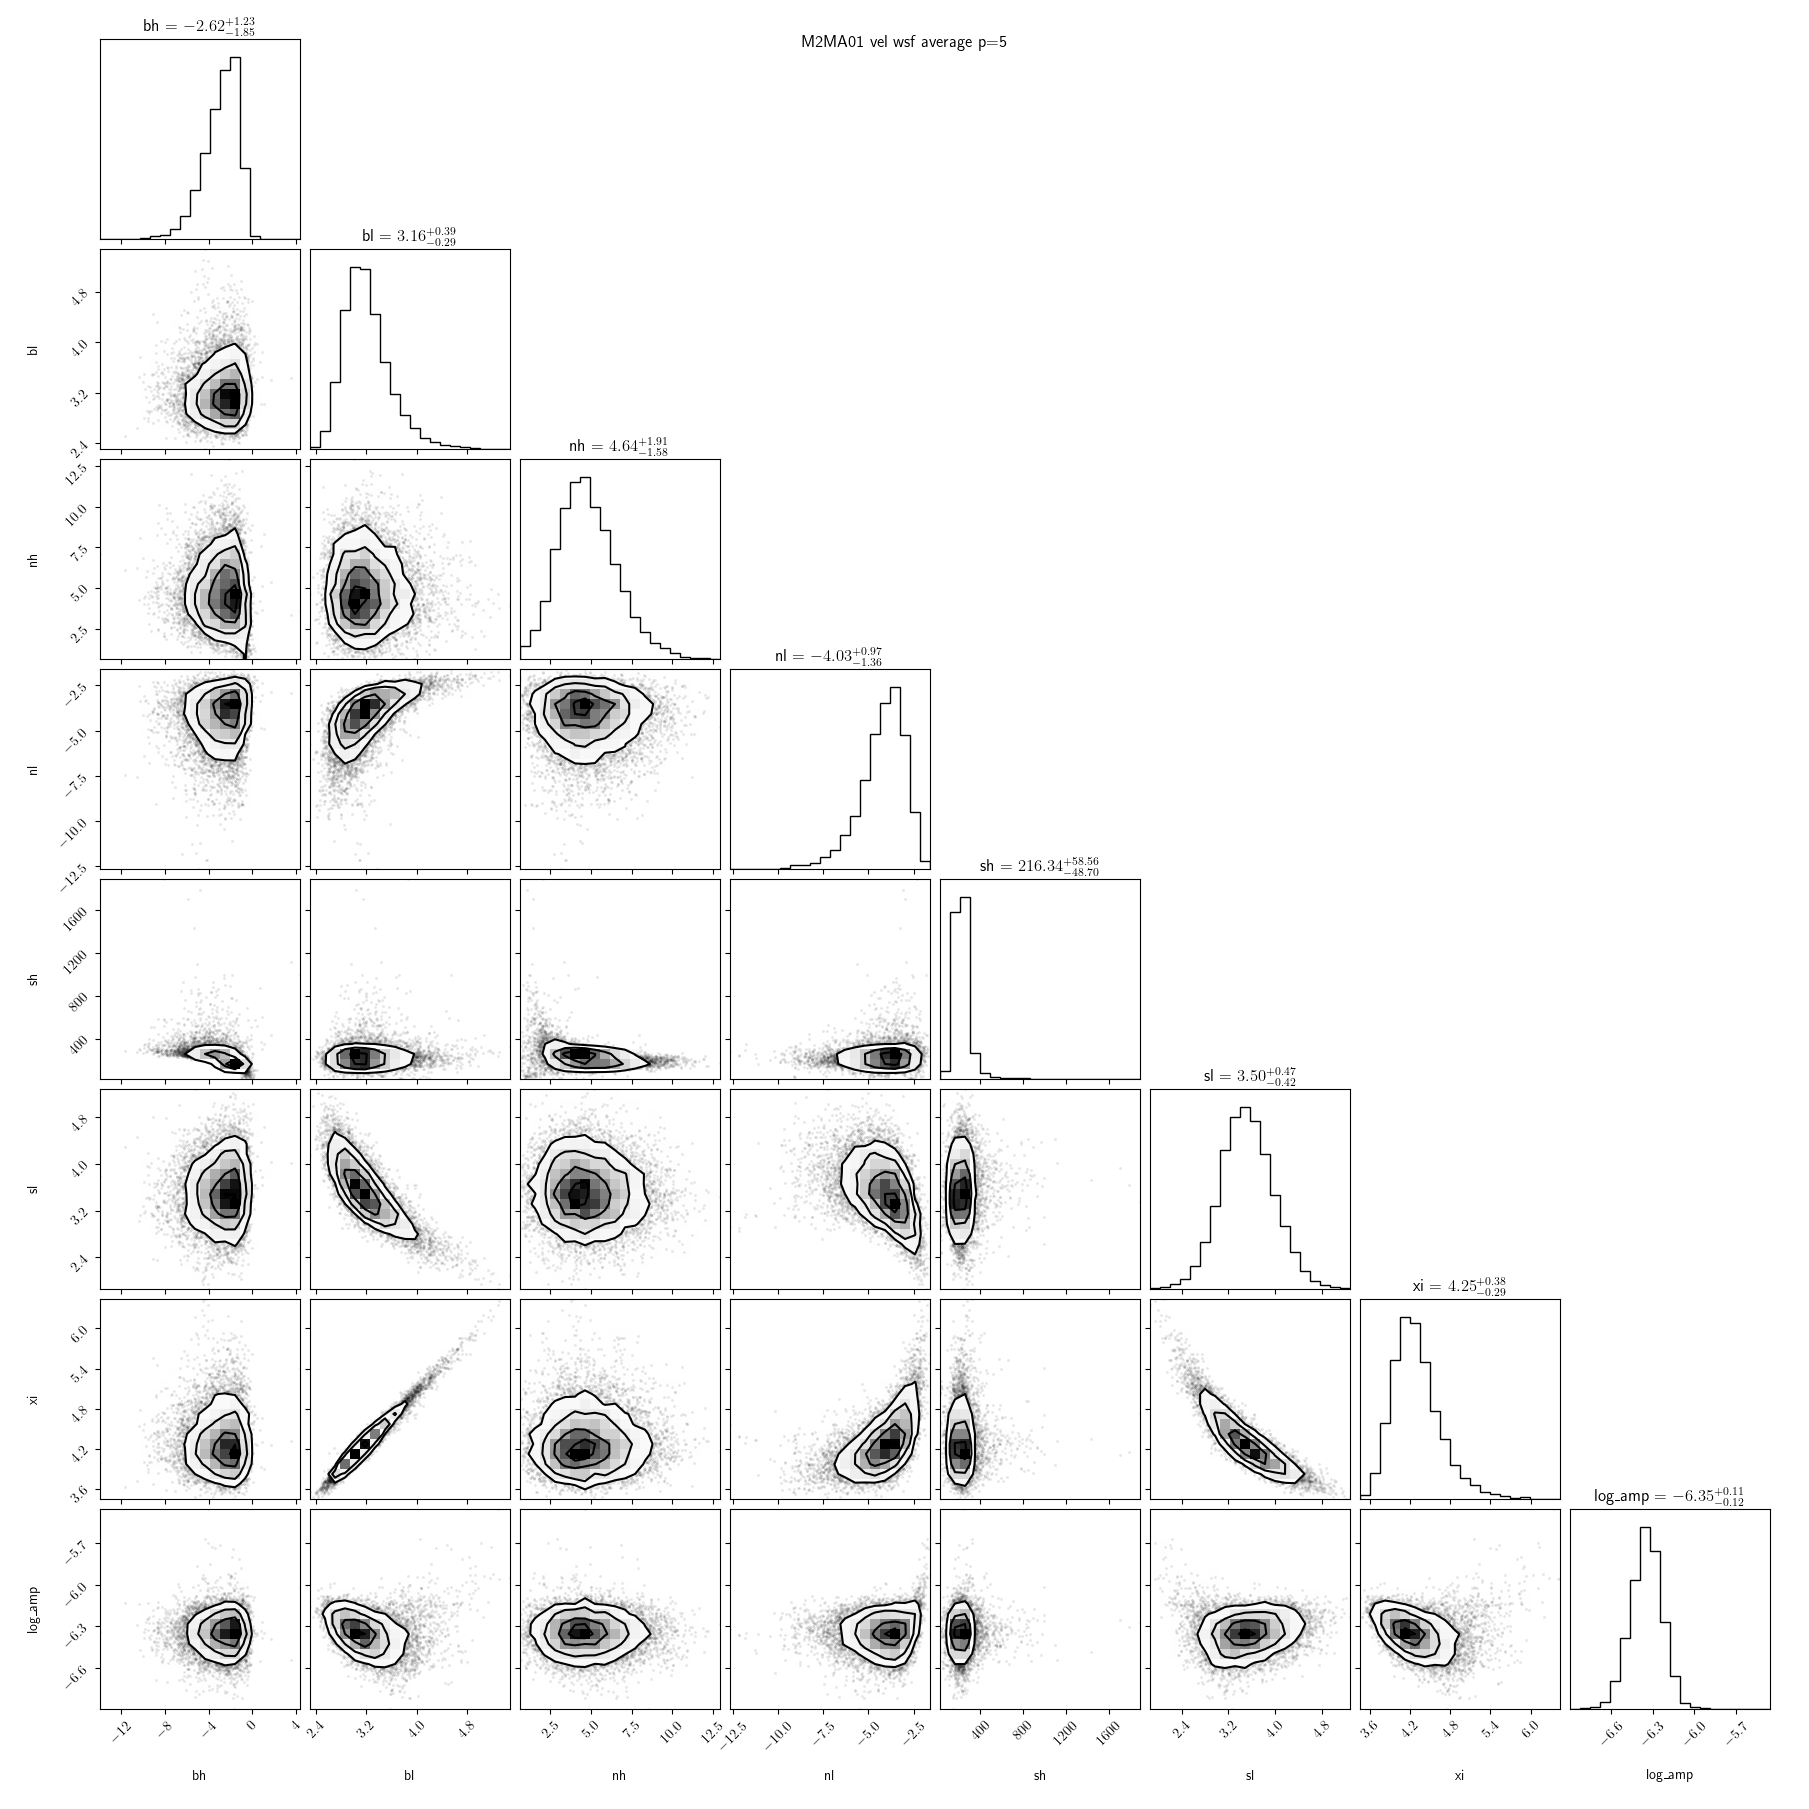 M2MA01 vel wsf average p=5
bh = −2.62+1.23−1.85
bl = 3.16+0.39−0.29
bl
4.8
4.0
3.2
2.4
nh = 4.64+1.91−1.58
nh
12.5
10.0
7.5
5.0
2.5
nl = −4.03+0.97−1.36
nl
−2.5
−5.0
−7.5
−10.0
−12.5
sh = 216.34+58.56−48.70
sh
1600
1200
800
400
sl = 3.50+0.47−0.42
sl
4.8
4.0
3.2
2.4
xi = 4.25+0.38−0.29
xi
6.0
5.4
4.8
4.2
3.6
log_amp = −6.35+0.11−0.12
log_amp
−5.7
−6.0
−6.3
−6.6
−12 −8 −4 0 4 2.4 3.2 4.0 4.8 2.5 5.0 7.5 10.0 12.5 −12.5 −10.0 −7.5 −5.0 −2.5 400 800 1200 1600 2.4 3.2 4.0 4.8 3.6 4.2 4.8 5.4 6.0 −6.6 −6.3 −6.0 −5.7
bh bl nh nl sh sl xi log_amp